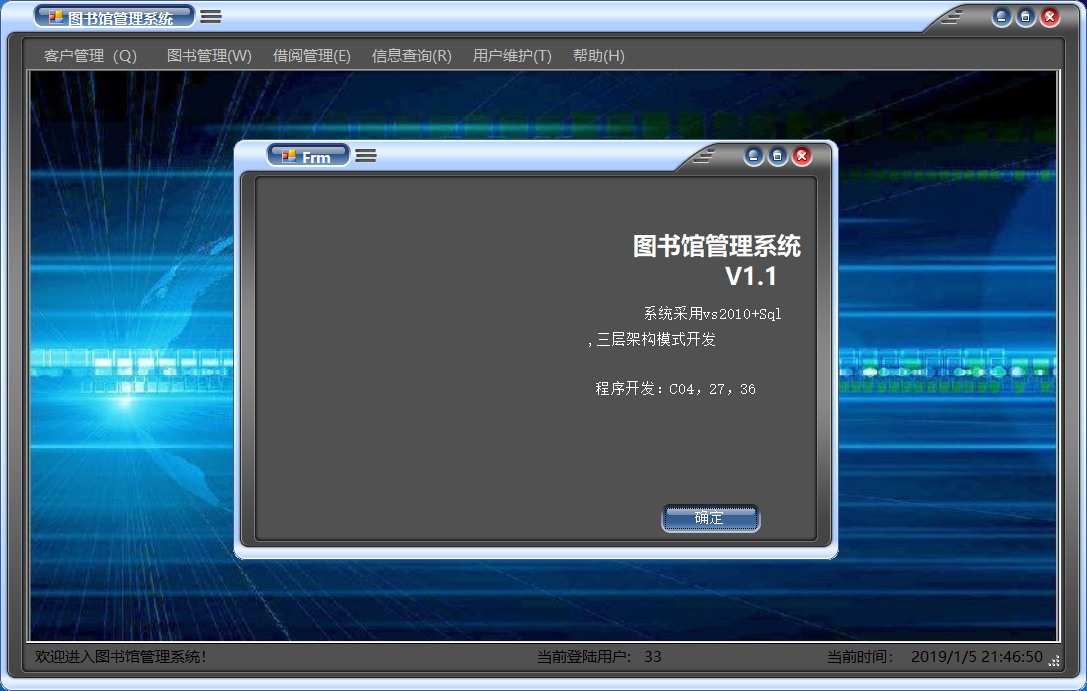 图书馆管理系统
客户管理（Q） 图书管理(W) 借阅管理(E) 信息查询(R) 用户维护(T) 帮助(H)
Frm
图书馆管理系统
V1.1
系统采用vs2010+Sql
,三层架构模式开发
程序开发：C04，27，36
确定
欢迎进入图书馆管理系统！ 当前登陆用户： 33 当前时间： 2019/1/5 21:46:50